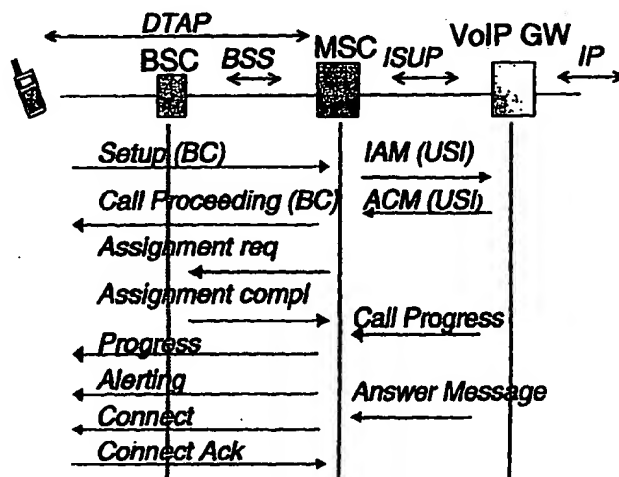 DTAP
BSC
BSS
MSC
ISUP
VoIP GW
IP
Setup (BC)
IAM (USI)
Call Proceeding (BC)
ACM (USI)
Assignment req
Assignment compl
Call Progress
Progress
Alerting
Answer Message
Connect
Connect Ack